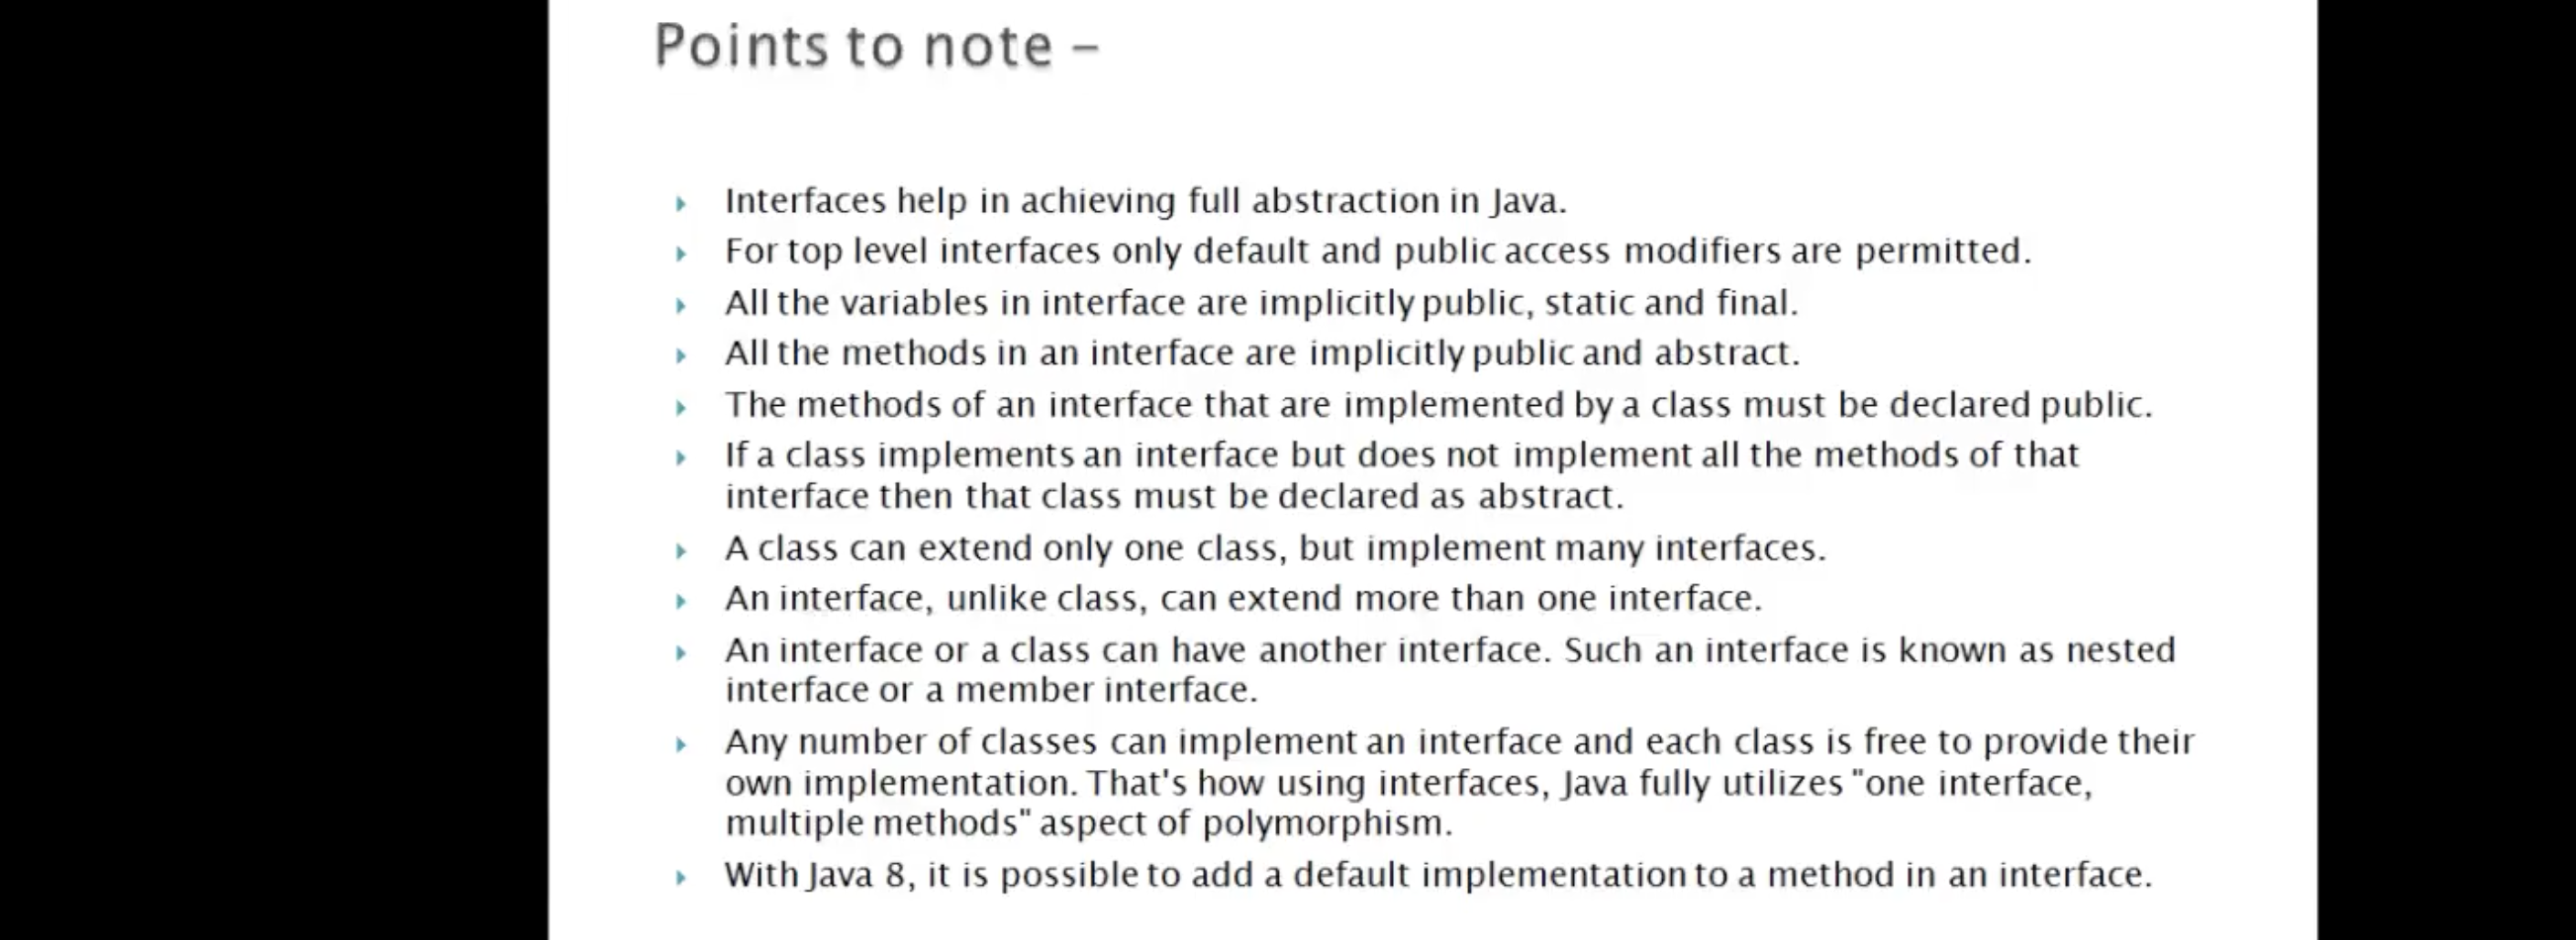 Points to note –
Interfaces help in achieving full abstraction in Java.
For top level interfaces only default and public access modifiers are permitted.
All the variables in interface are implicitly public, static and final.
All the methods in an interface are implicitly public and abstract.
The methods of an interface that are implemented by a class must be declared public.
If a class implements an interface but does not implement all the methods of that
interface then that class must be declared as abstract.
A class can extend only one class, but implement many interfaces.
An interface, unlike class, can extend more than one interface.
An interface or a class can have another interface. Such an interface is known as nested
interface or a member interface.
Any number of classes can implement an interface and each class is free to provide their
own implementation. That's how using interfaces, Java fully utilizes "one interface,
multiple methods" aspect of polymorphism.
With Java 8, it is possible to add a default implementation to a method in an interface.